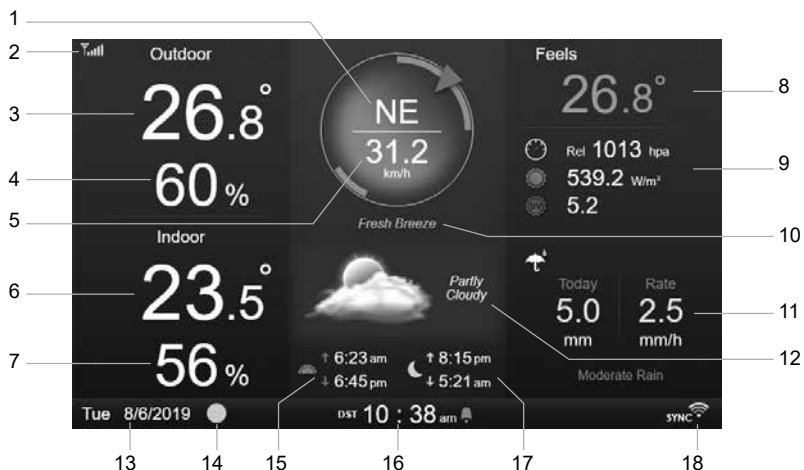 1
2
3
4
5
6
7
Outdoor
26.8°
60 %
Indoor
23.5°
56 %
NE
31.2
km/h
Fresh Breeze
Partly
Cloudy
↑ 6:23 am
↓ 6:45 pm
↑ 8:15 pm
↓ 5:21 am
Feels
26.8°
Rel 1013 hpa
539.2 W/m²
UV 5.2
Today Rate
5.0 2.5
mm mm/h
Moderate Rain
8
9
10
11
12
Tue 8/6/2019 DST 10 : 38 am SYNC
13 14 15 16 17 18